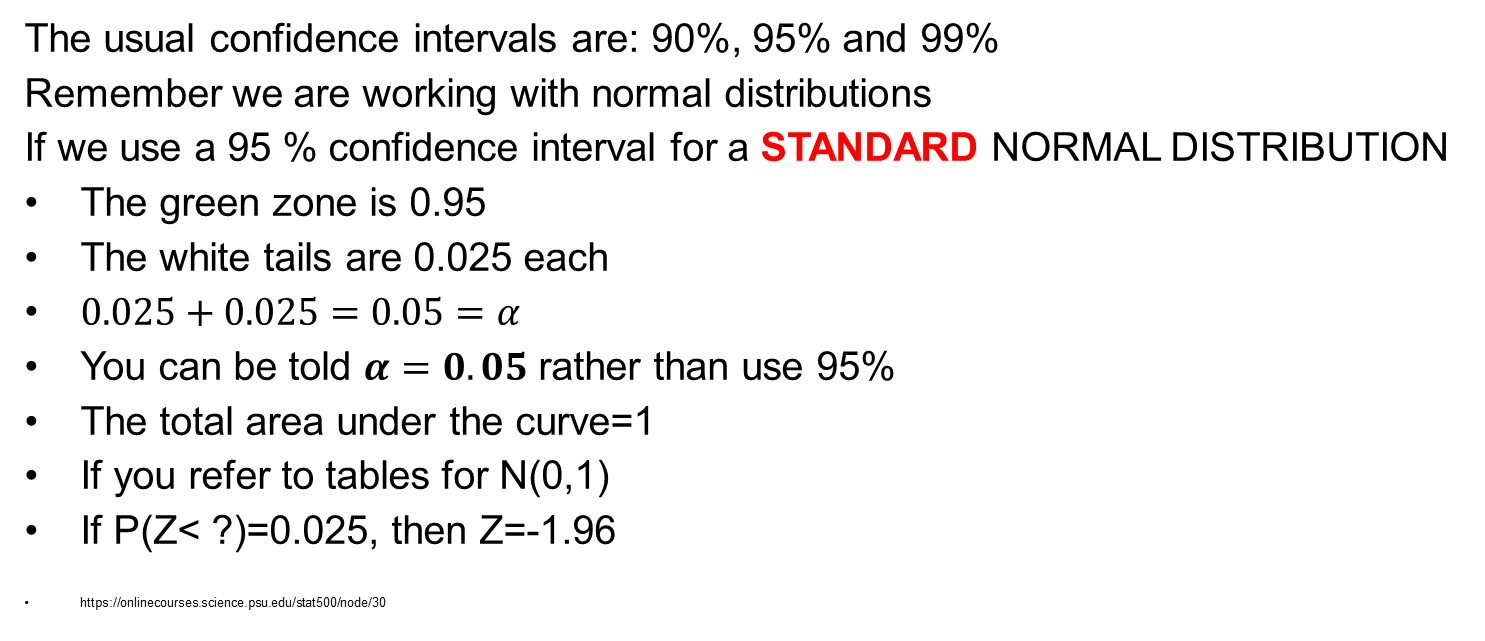 The usual confidence intervals are: 90%, 95% and 99%
Remember we are working with normal distributions
If we use a 95 % confidence interval for a STANDARD NORMAL DISTRIBUTION
• The green zone is 0.95
• The white tails are 0.025 each
• 0.025 + 0.025 = 0.05 = α
• You can be told α = 0.05 rather than use 95%
• The total area under the curve=1
• If you refer to tables for N(0,1)
• If P(Z< ?)=0.025, then Z=-1.96
• https://onlinecourses.science.psu.edu/stat500/node/30